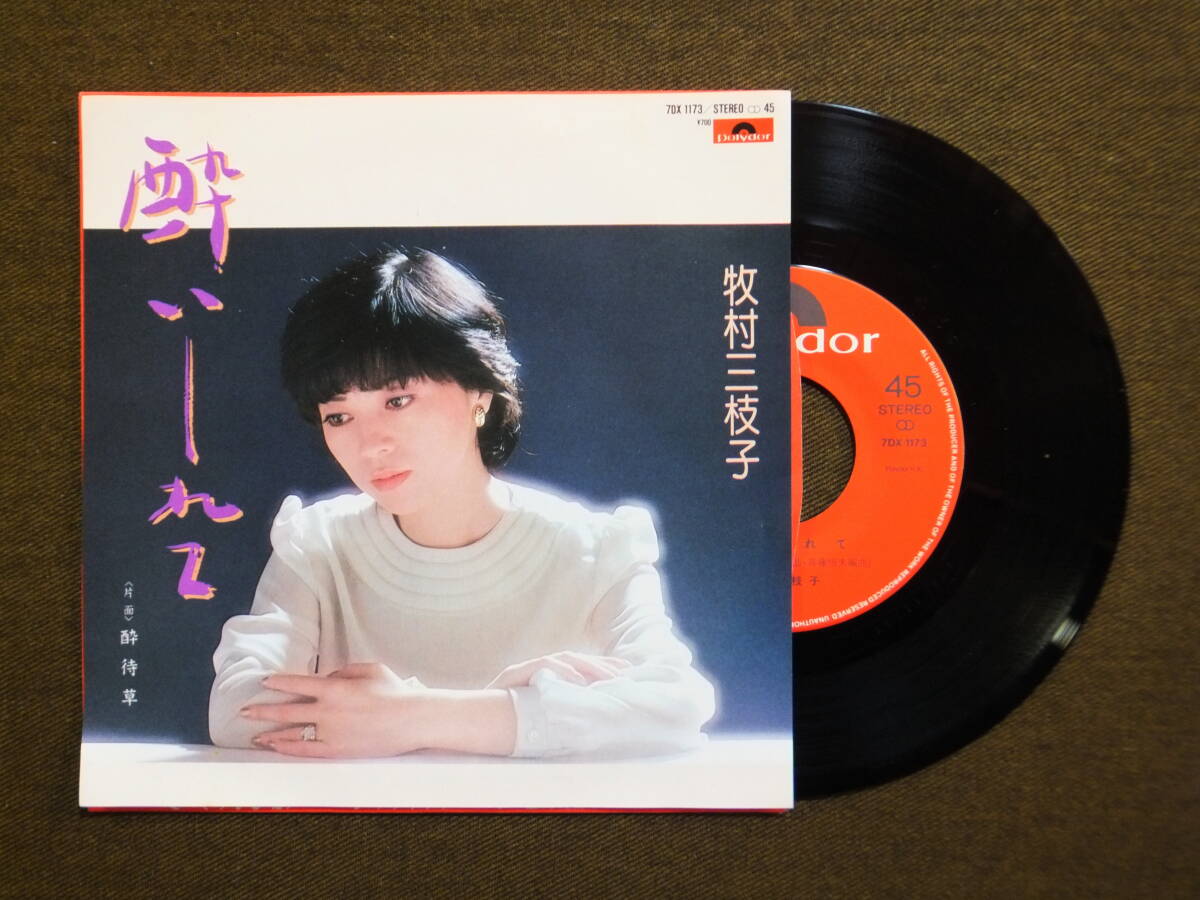 7DX 1173／STEREO ㏇ 45
¥700
polydor
酔いしれて
〈片面〉酔待草
牧村三枝子
dor
45
STEREO
7DX 1173
れて
枝子
ALL RIGHTS OF THE PRODUCER AND OF THE OWNER OF THE WORK REPRODUCED RESERVED UNAUTHOR